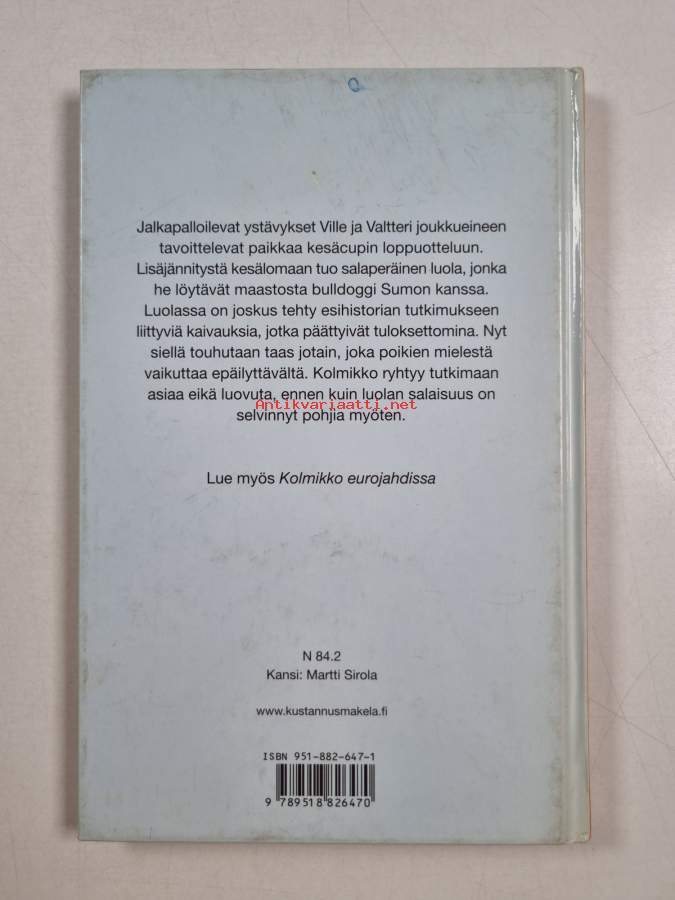 Jalkapalloilevat ystävykset Ville ja Valtteri joukkueineen
tavoittelevat paikkaa kesäcupin loppuotteluun.
Lisäjännitystä kesälomaan tuo salaperäinen luola, jonka
he löytävät maastosta bulldoggi Sumon kanssa.
Luolassa on joskus tehty esihistorian tutkimukseen
liittyviä kaivauksia, jotka päättyivät tuloksettomina. Nyt
siellä touhutaan taas jotain, joka poikien mielestä
vaikuttaa epäilyttävältä. Kolmikko ryhtyy tutkimaan
asiaa eikä luovuta, ennen kuin luolan salaisuus on
Antikvariaatti.net
selvinnyt pohjia myöten.
Lue myös Kolmikko eurojahdissa
N 84.2
Kansi: Martti Sirola
www.kustannusmakela.fi
ISBN 951-882-647-1
9 789518 826470